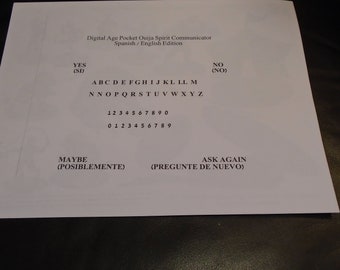 Digital Age Pocket Ouija Spirit Communicator
Spanish / English Edition
YES NO
(SI) (NO)
A B C D E F G H I J K L LL M
N N O P Q R S T U V W X Y Z
1 2 3 4 5 6 7 8 9 0
0 1 2 3 4 5 6 7 8 9
MAYBE ASK AGAIN
(POSIBLEMENTE) (PREGUNTE DE NUEVO)